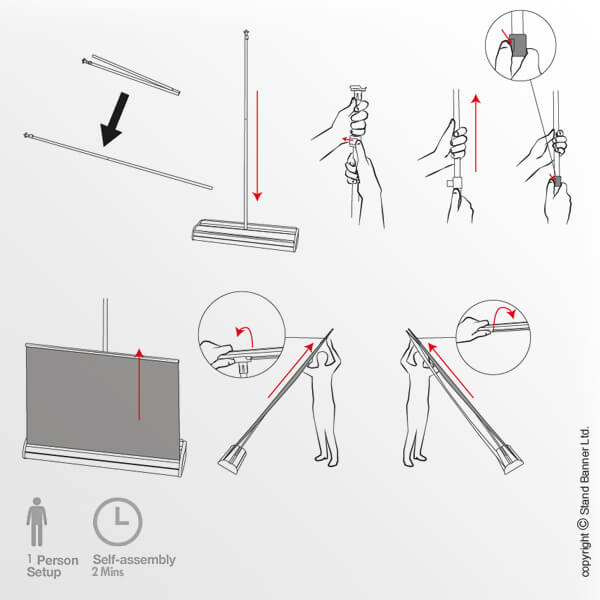 1 Person
Setup
Self-assembly
2 Mins
copyright © Stand Banner Ltd.